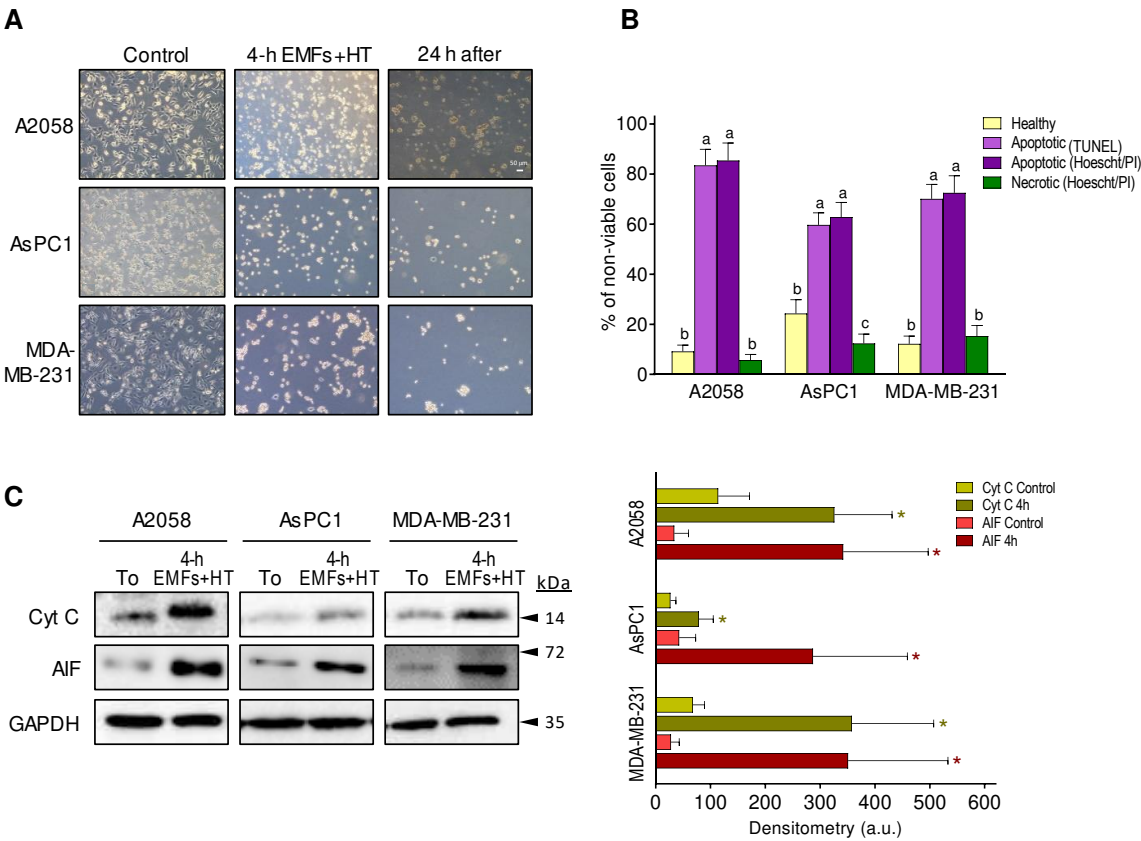 A
Control
4-h EMFs+HT
24 h after
A2058
50 µm
AsPC1
MDA-
MB-231
B
% of non-viable cells
100
80
60
40
20
0
a
a
b
b
a
a
b
c
a
a
b
b
A2058
AsPC1
MDA-MB-231
Healthy
Apoptotic (TUNEL)
Apoptotic (Hoescht/PI)
Necrotic (Hoescht/PI)
C
A2058
AsPC1
MDA-MB-231
To
4-h
EMFs+HT
To
4-h
EMFs+HT
To
4-h
EMFs+HT
kDa
Cyt C
14
AIF
72
GAPDH
35
A2058
AsPC1
MDA-MB-231
*
*
*
*
*
*
Cyt C Control
Cyt C 4h
AIF Control
AIF 4h
0 100 200 300 400 500 600
Densitometry (a.u.)